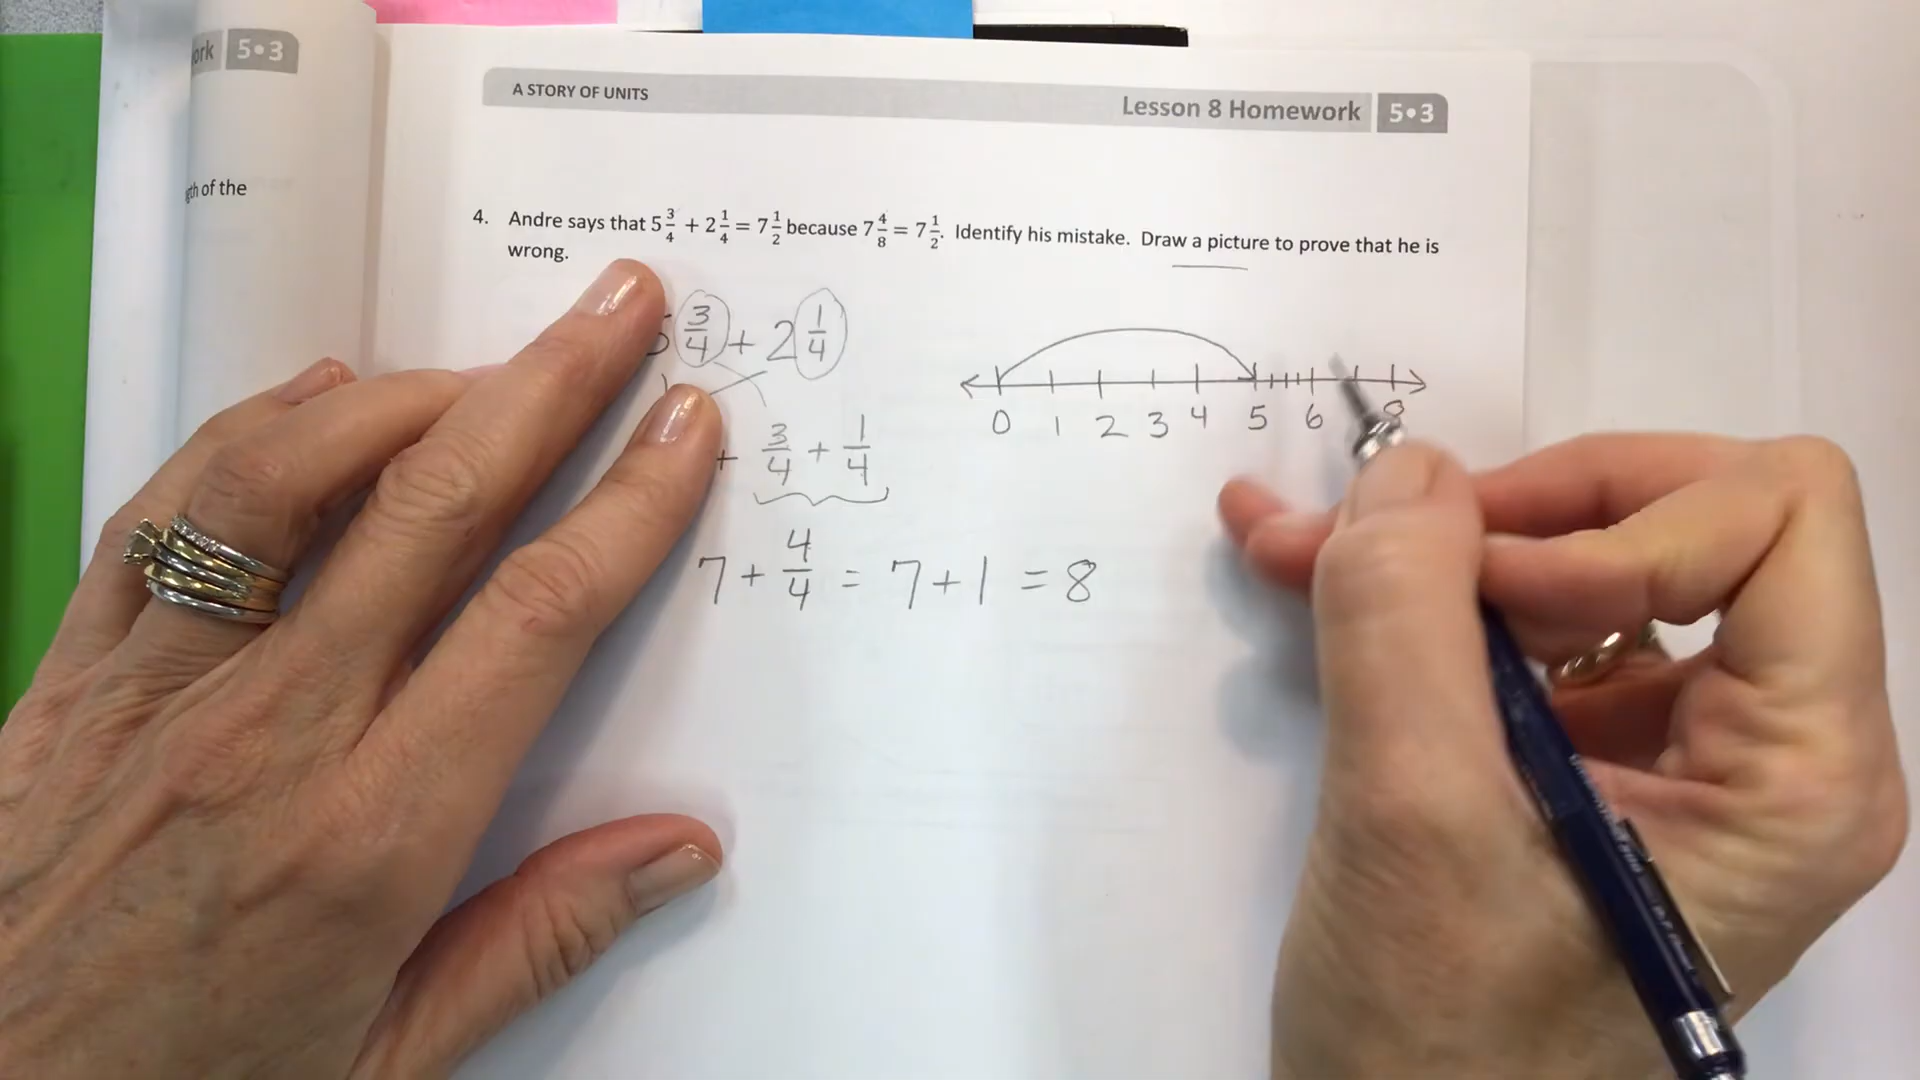 5•3
A STORY OF UNITS
Lesson 8 Homework 5•3
of the
4. Andre says that 5 3/4 + 2 1/4 = 7 1/2 because 7 4/8 = 7 1/2. Identify his mistake. Draw a picture to prove that he is
wrong.
3/4 + 2 1/4
+ 3/4 + 1/4
7 + 4/4 = 7 + 1 = 8
0 1 2 3 4 5 6 8